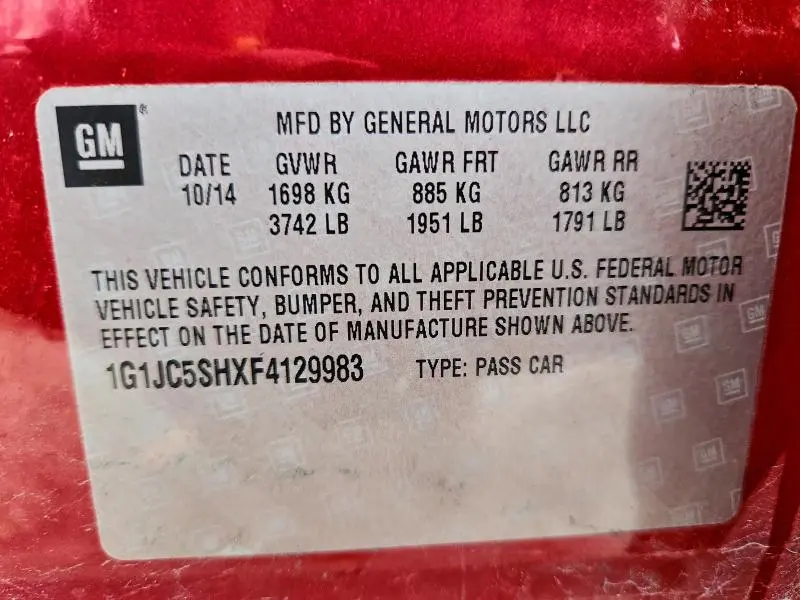 GM
MFD BY GENERAL MOTORS LLC
DATE GVWR GAWR FRT GAWR RR
10/14 1698 KG 885 KG 813 KG
3742 LB 1951 LB 1791 LB
THIS VEHICLE CONFORMS TO ALL APPLICABLE U.S. FEDERAL MOTOR
VEHICLE SAFETY, BUMPER, AND THEFT PREVENTION STANDARDS IN
EFFECT ON THE DATE OF MANUFACTURE SHOWN ABOVE.
1G1JC5SHXF4129983 TYPE: PASS CAR